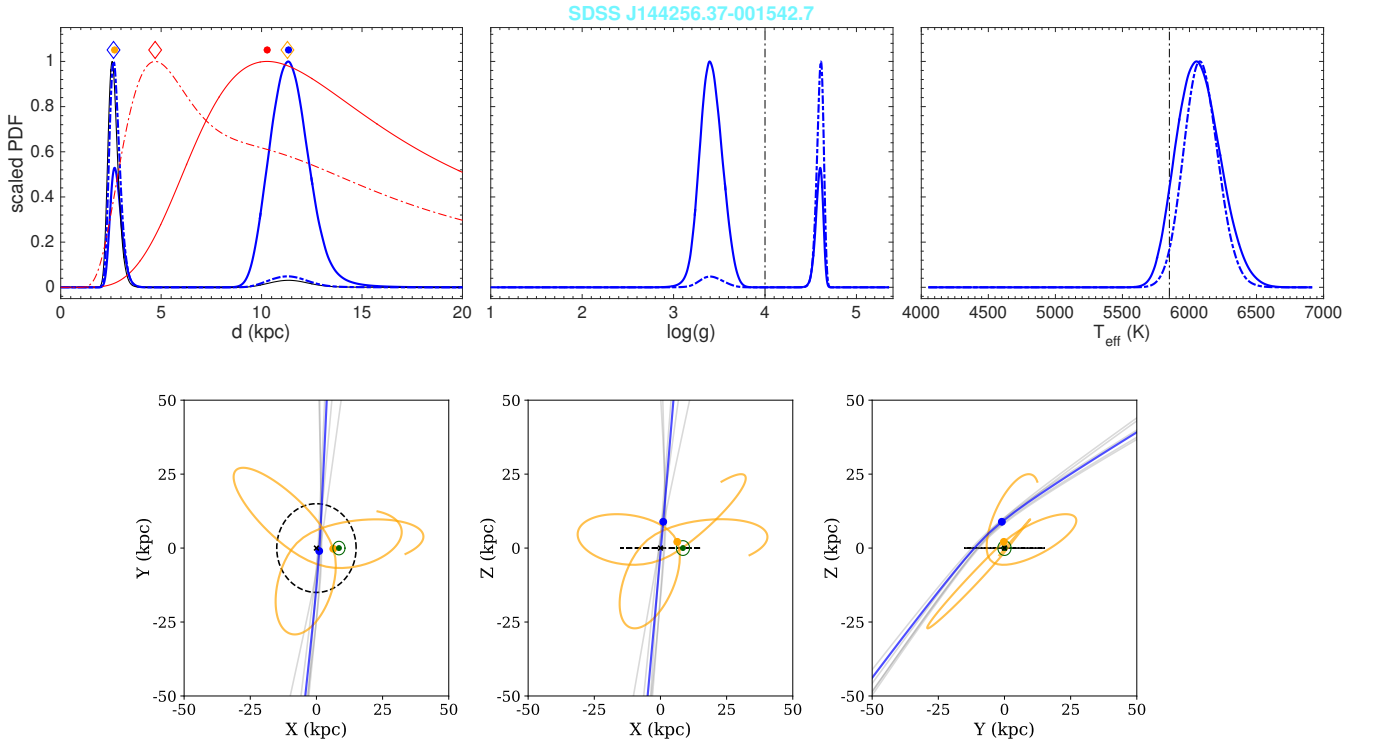 SDSS J144256.37-001542.7
scaled PDF
1
0.8
0.6
0.4
0.2
0
0 5 10 15 20
d (kpc)
1 2 3 4 5
log(g)
4000 4500 5000 5500 6000 6500 7000
T_eff (K)
50
25
0
-25
-50
Y (kpc)
-50 -25 0 25 50
X (kpc)
50
25
0
-25
-50
Z (kpc)
-50 -25 0 25 50
X (kpc)
50
25
0
-25
-50
Z (kpc)
-50 -25 0 25 50
Y (kpc)